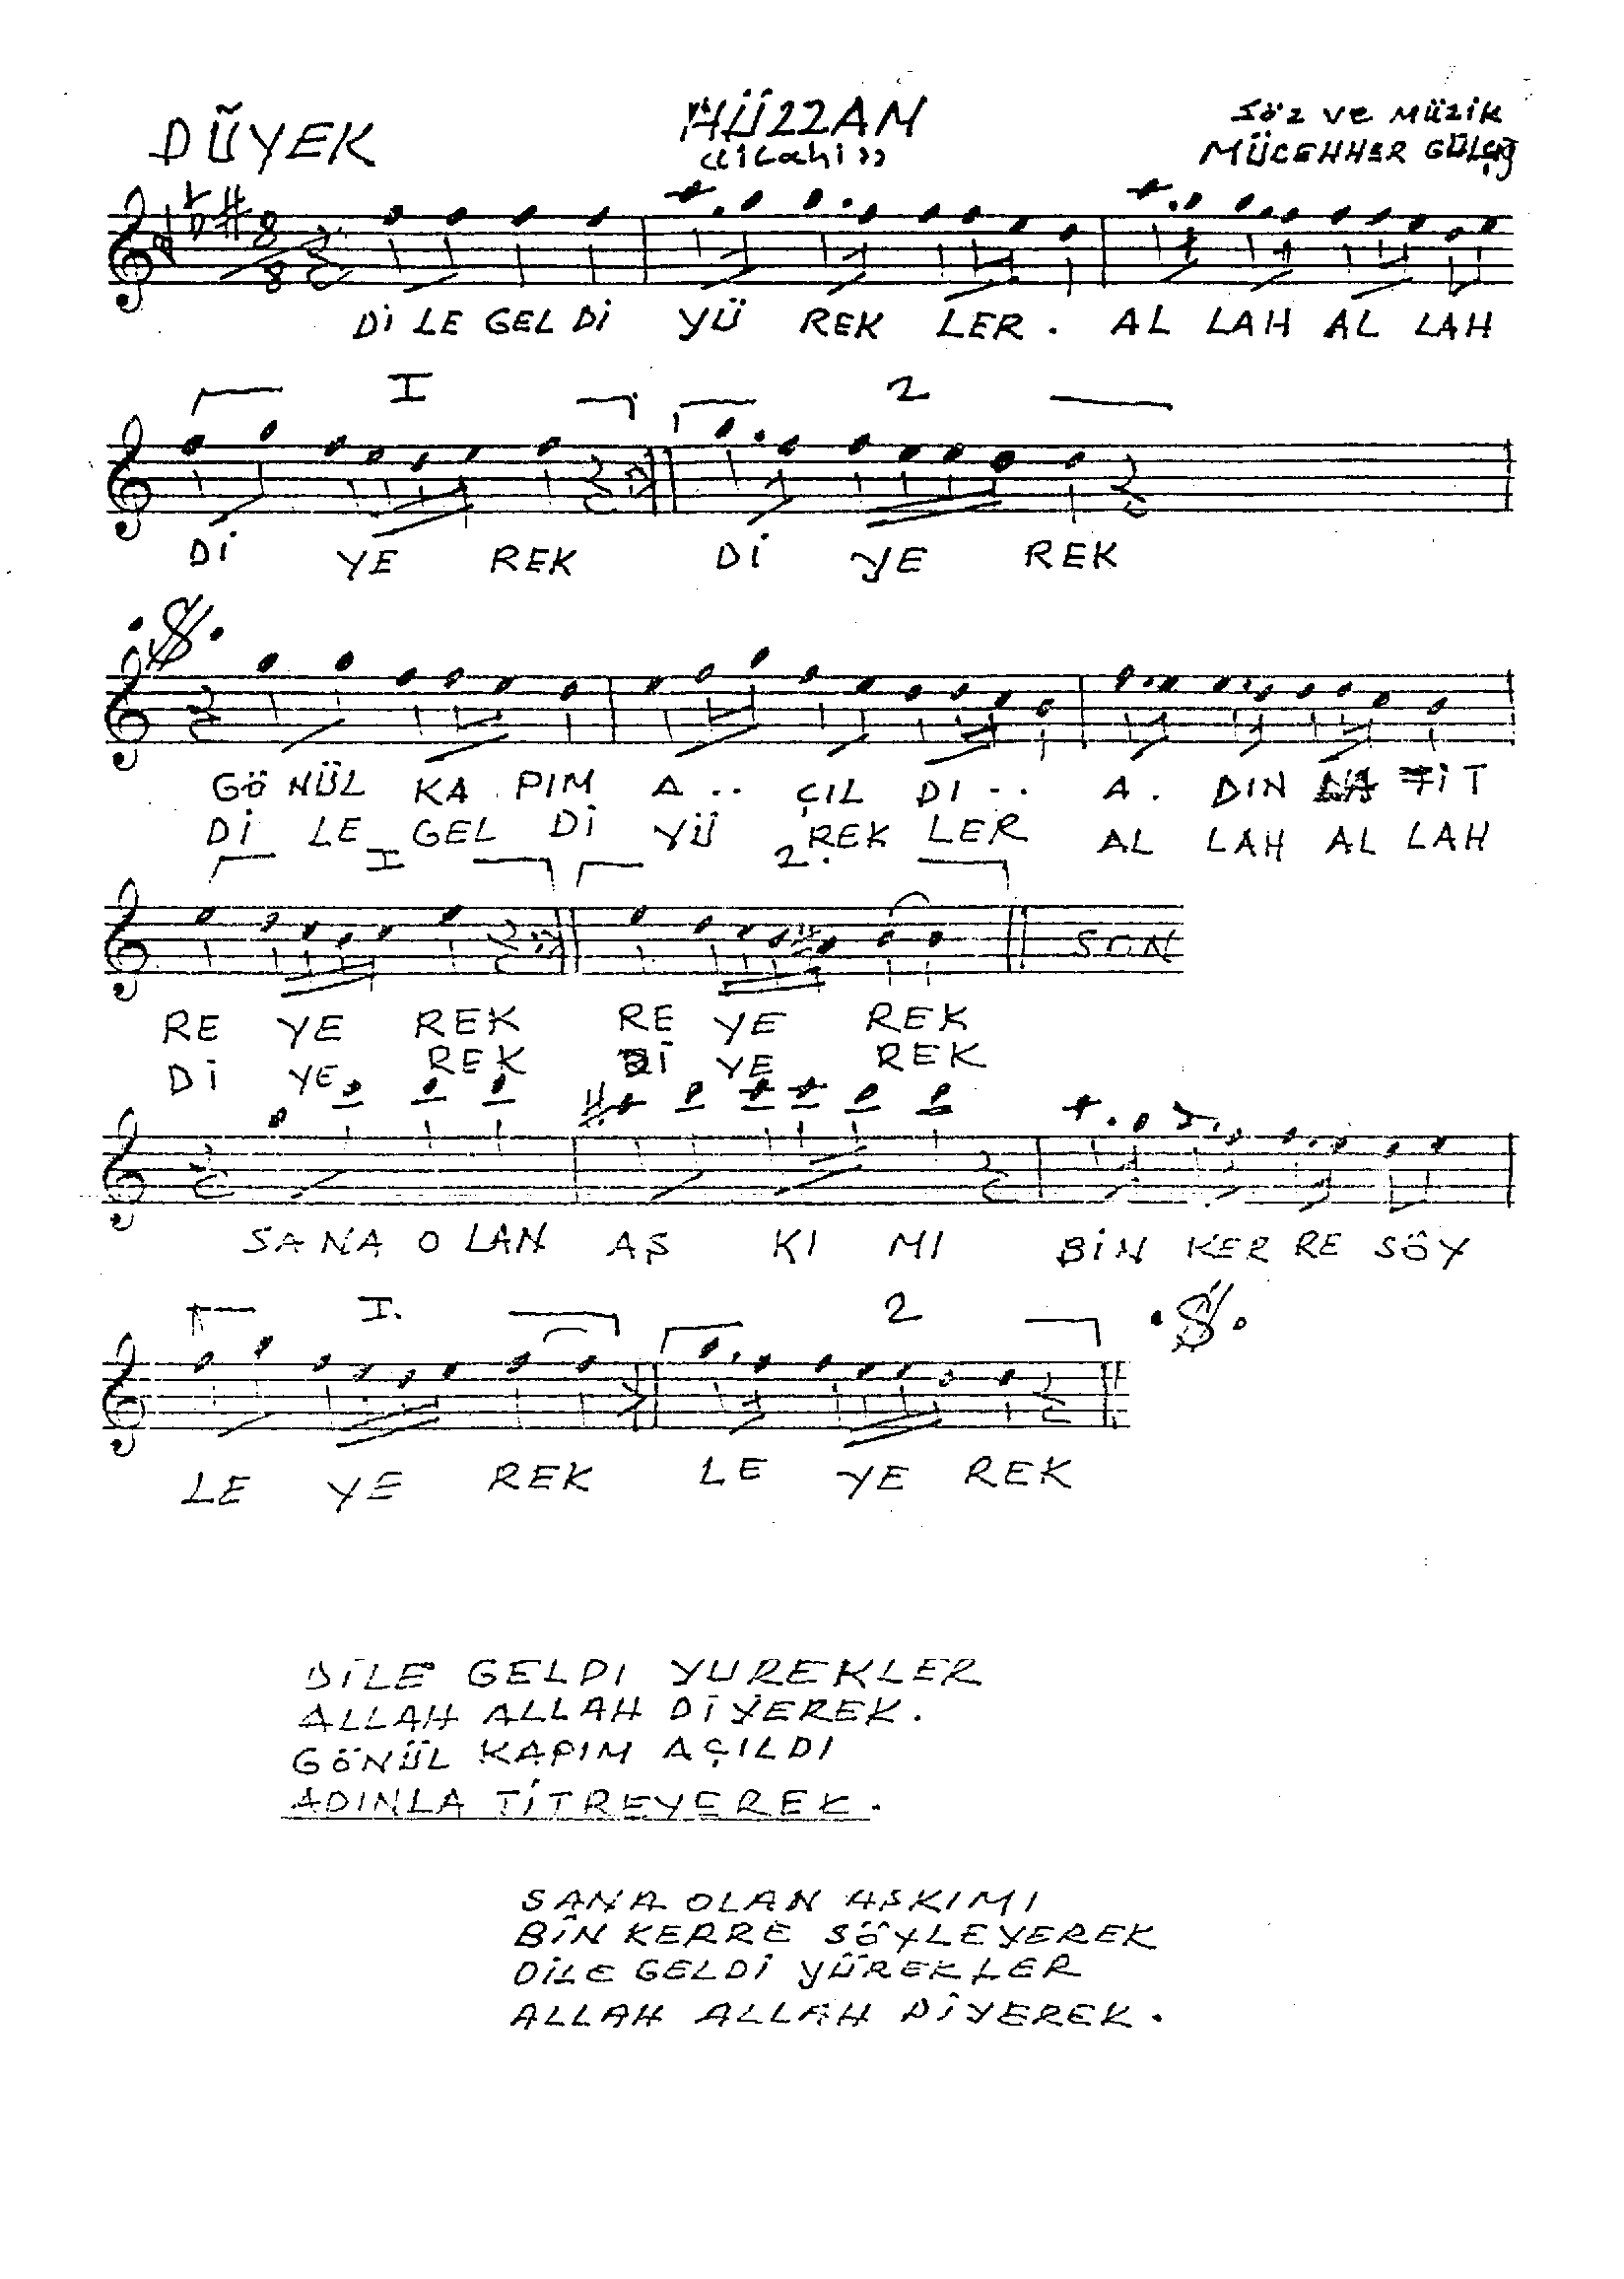 DÜYEK
HÜZZAM
«ilahi»
Söz ve Müzik
MÜCEHHER
8
8
Dİ LE GEL Dİ YÜ REK LER . AL LAH AL LAH
I 2
Dİ YE REK Dİ YE REK
GÖ NÜL KA PIM A . . ÇIL DI . . A . DIN LA TİT
Dİ LE GEL Dİ YÜ REK LER AL LAH AL LAH
I 2.
SON
RE YE REK RE YE REK
Dİ YE REK Dİ YE REK
SA NA O LAN AŞ KI MI BİN KER RE SÖY
I. 2
LE YE REK LE YE REK
DİLE GELDI YUREKLER
ALLAH ALLAH DİYEREK.
GÖNÜL KAPIM AÇILDI
ADINLA TİTREYEREK.
SANA OLAN AŞKIMI
BİN KERRE SÖYLEYEREK
DİLE GELDİ YÜREKLER
ALLAH ALLAH DİYEREK.